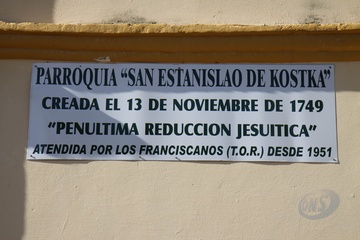 PARROQUIA "SAN ESTANISLAO DE KOSTKA"
CREADA EL 13 DE NOVIEMBRE DE 1749
"PENULTIMA REDUCCION JESUITICA"
ATENDIDA POR LOS FRANCISCANOS (T.O.R.) DESDE 1951